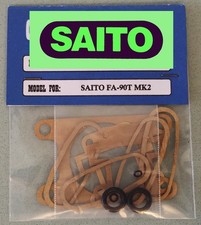 SAITO
MODEL FOR: SAITO FA-90T MK2